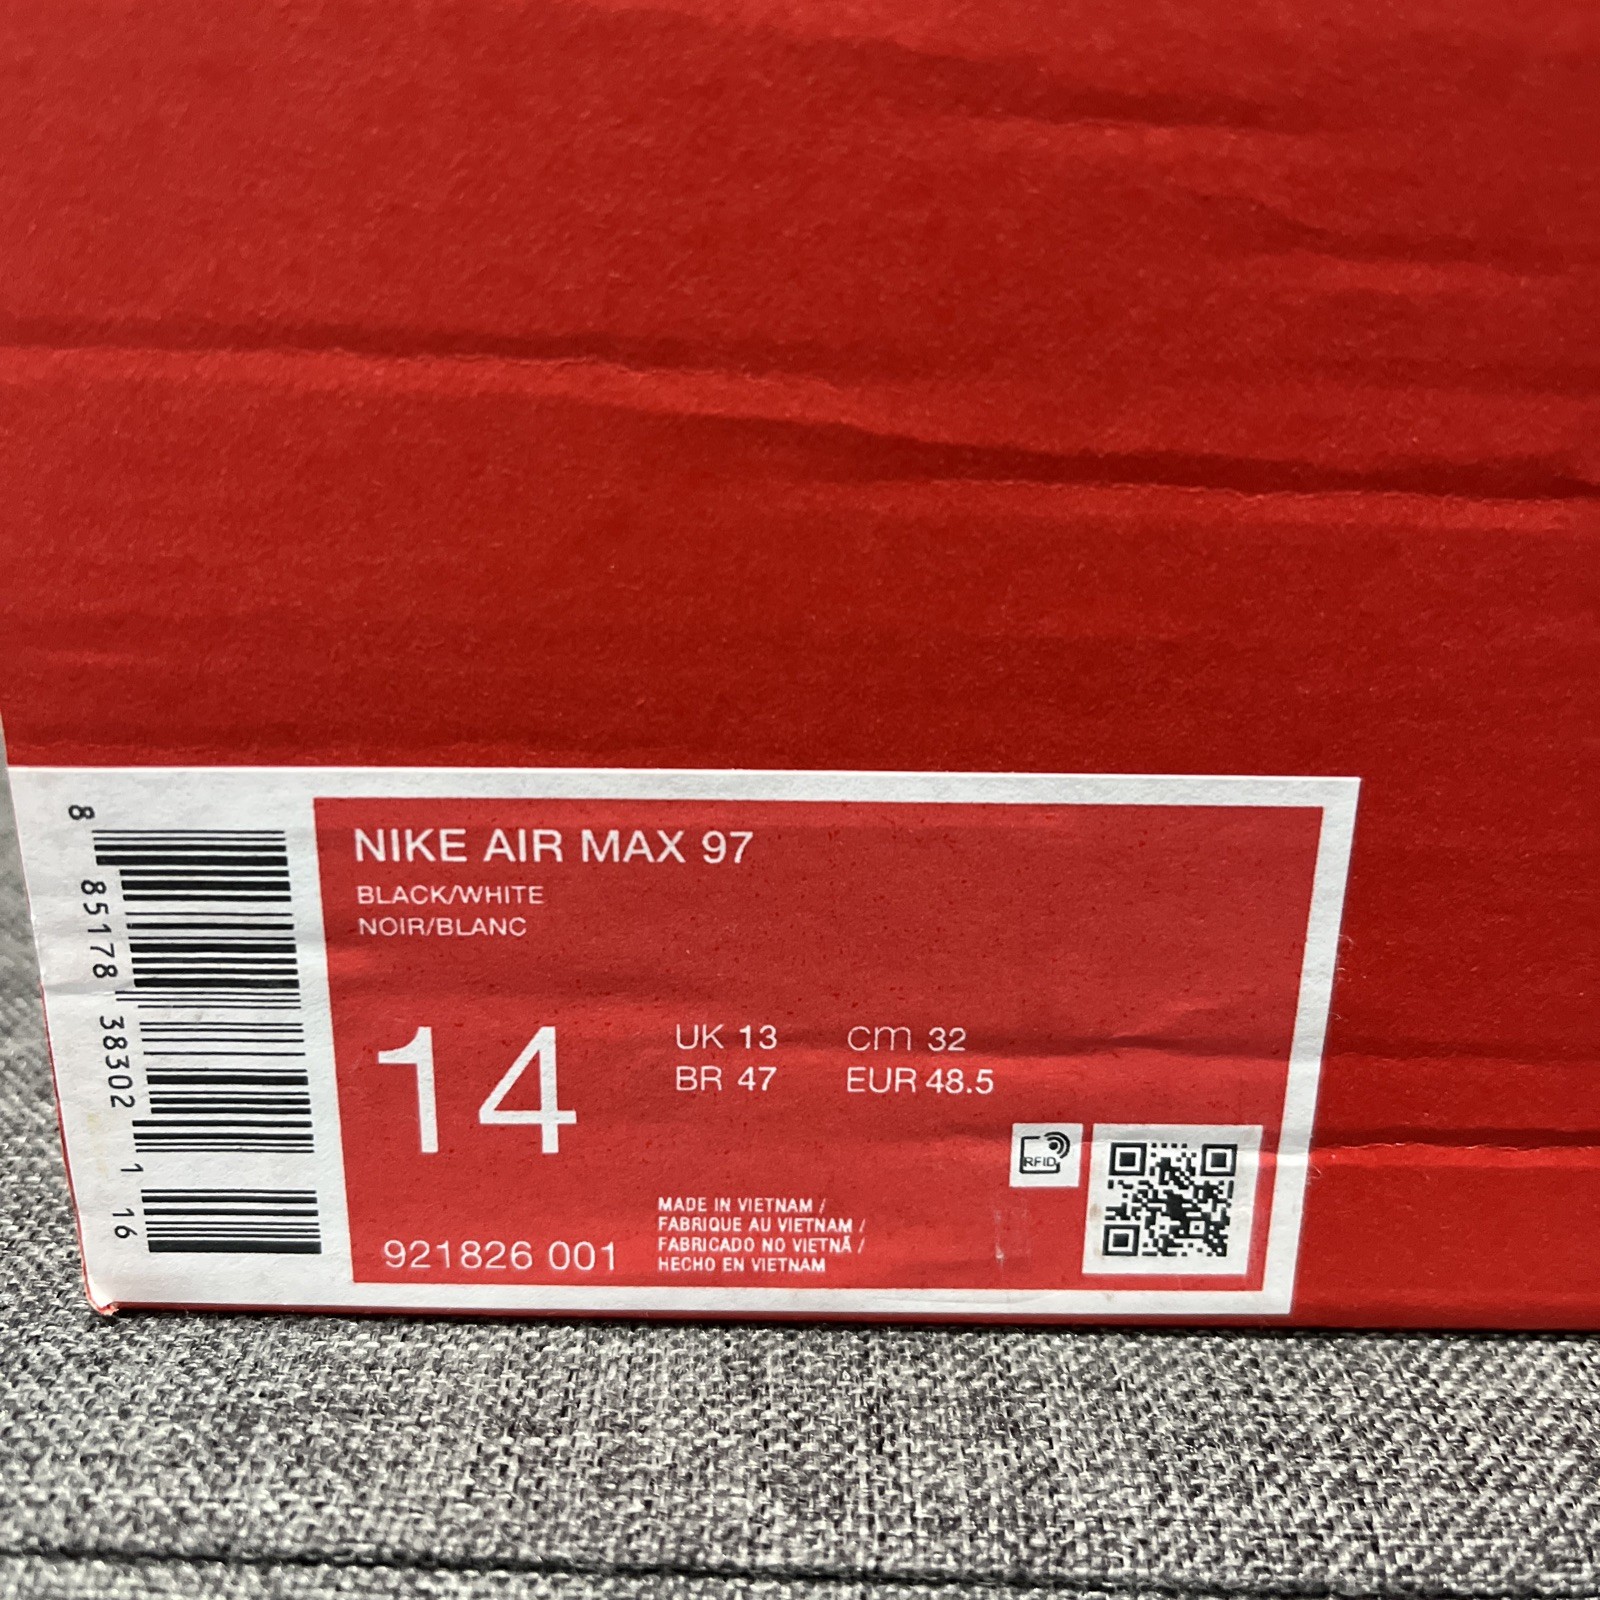 NIKE AIR MAX 97
BLACK/WHITE
NOIR/BLANC
14
UK 13
CM 32
BR 47
EUR 48.5
RFID
921826 001
MADE IN VIETNAM /
FABRIQUE AU VIETNAM /
FABRICADO NO VIETNÃ /
HECHO EN VIETNAM
8 85178 38302 1 16